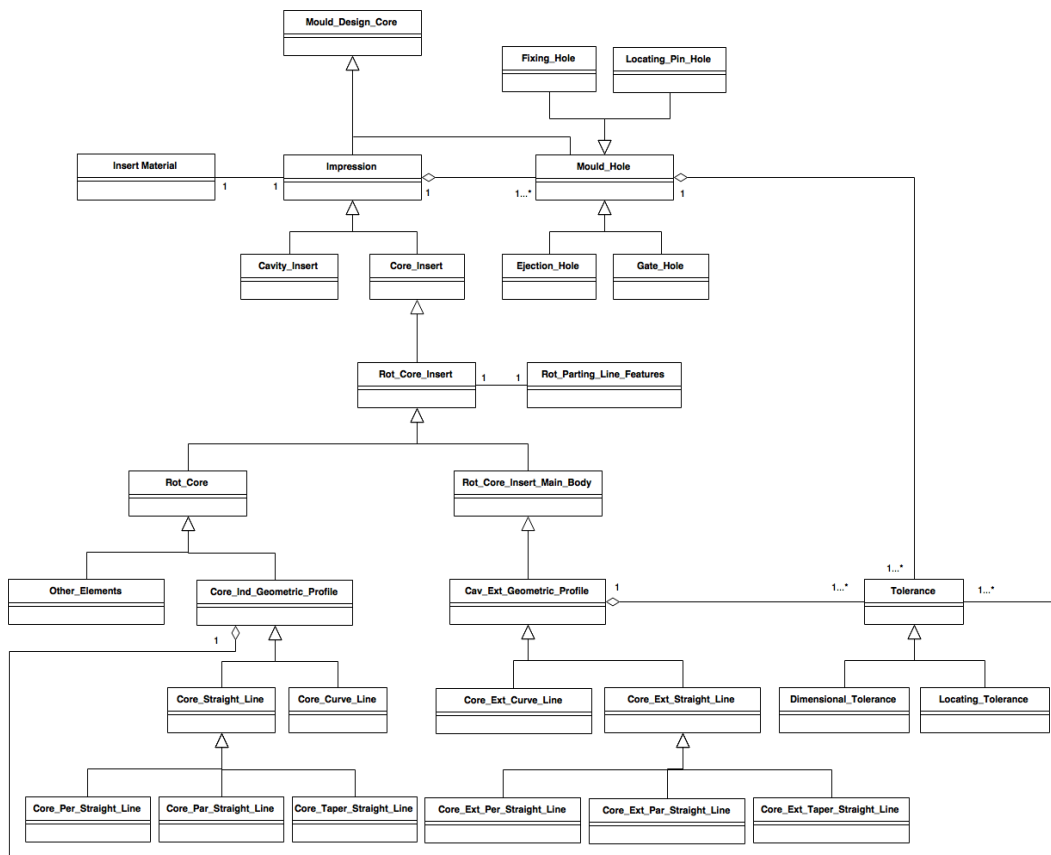 Mould_Design_Core
Fixing_Hole
Locating_Pin_Hole
Insert Material
Impression
Mould_Hole
1
1
1
1...*
1
Cavity_Insert
Core_Insert
Ejection_Hole
Gate_Hole
Rot_Core_Insert
1
1
Rot_Parting_Line_Features
Rot_Core
Rot_Core_Insert_Main_Body
1...*
Other_Elements
Core_Ind_Geometric_Profile
Cav_Ext_Geometric_Profile
1
1...*
Tolerance
1...*
1
Core_Straight_Line
Core_Curve_Line
Core_Ext_Curve_Line
Core_Ext_Straight_Line
Dimensional_Tolerance
Locating_Tolerance
Core_Per_Straight_Line
Core_Par_Straight_Line
Core_Taper_Straight_Line
Core_Ext_Per_Straight_Line
Core_Ext_Par_Straight_Line
Core_Ext_Taper_Straight_Line